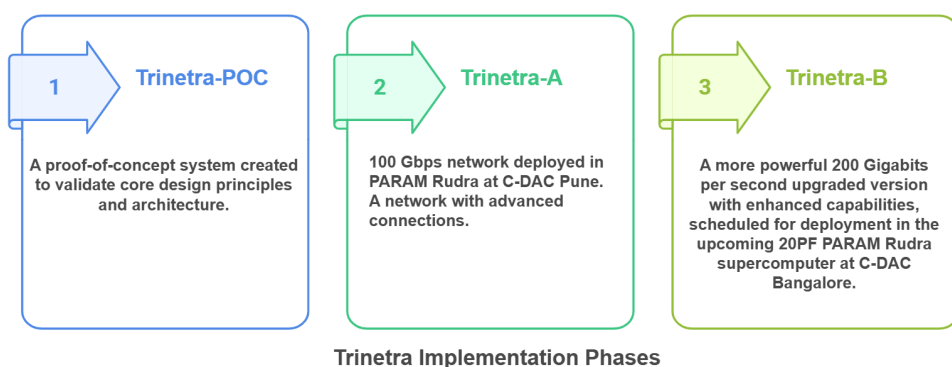 1
Trinetra-POC
A proof-of-concept system created
to validate core design principles
and architecture.
2
Trinetra-A
100 Gbps network deployed in
PARAM Rudra at C-DAC Pune.
A network with advanced
connections.
3
Trinetra-B
A more powerful 200 Gigabits
per second upgraded version
with enhanced capabilities,
scheduled for deployment in the
upcoming 20PF PARAM Rudra
supercomputer at C-DAC
Bangalore.
Trinetra Implementation Phases